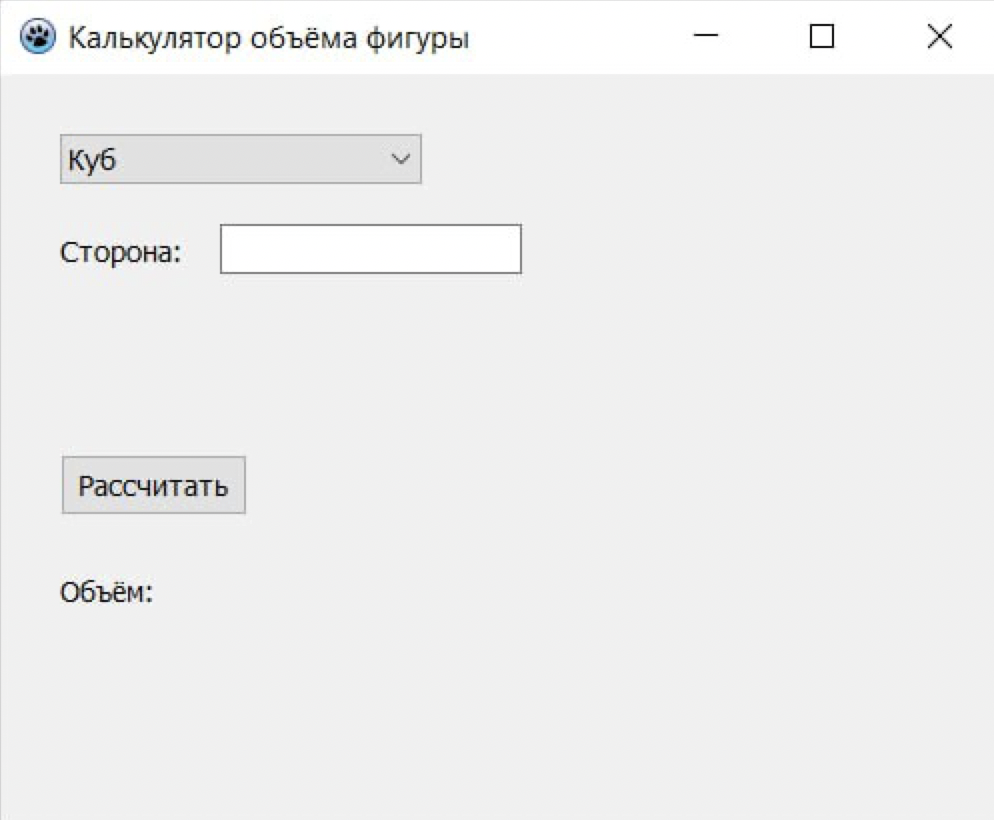 Калькулятор объёма фигуры
Куб
Сторона:
Рассчитать
Объём: